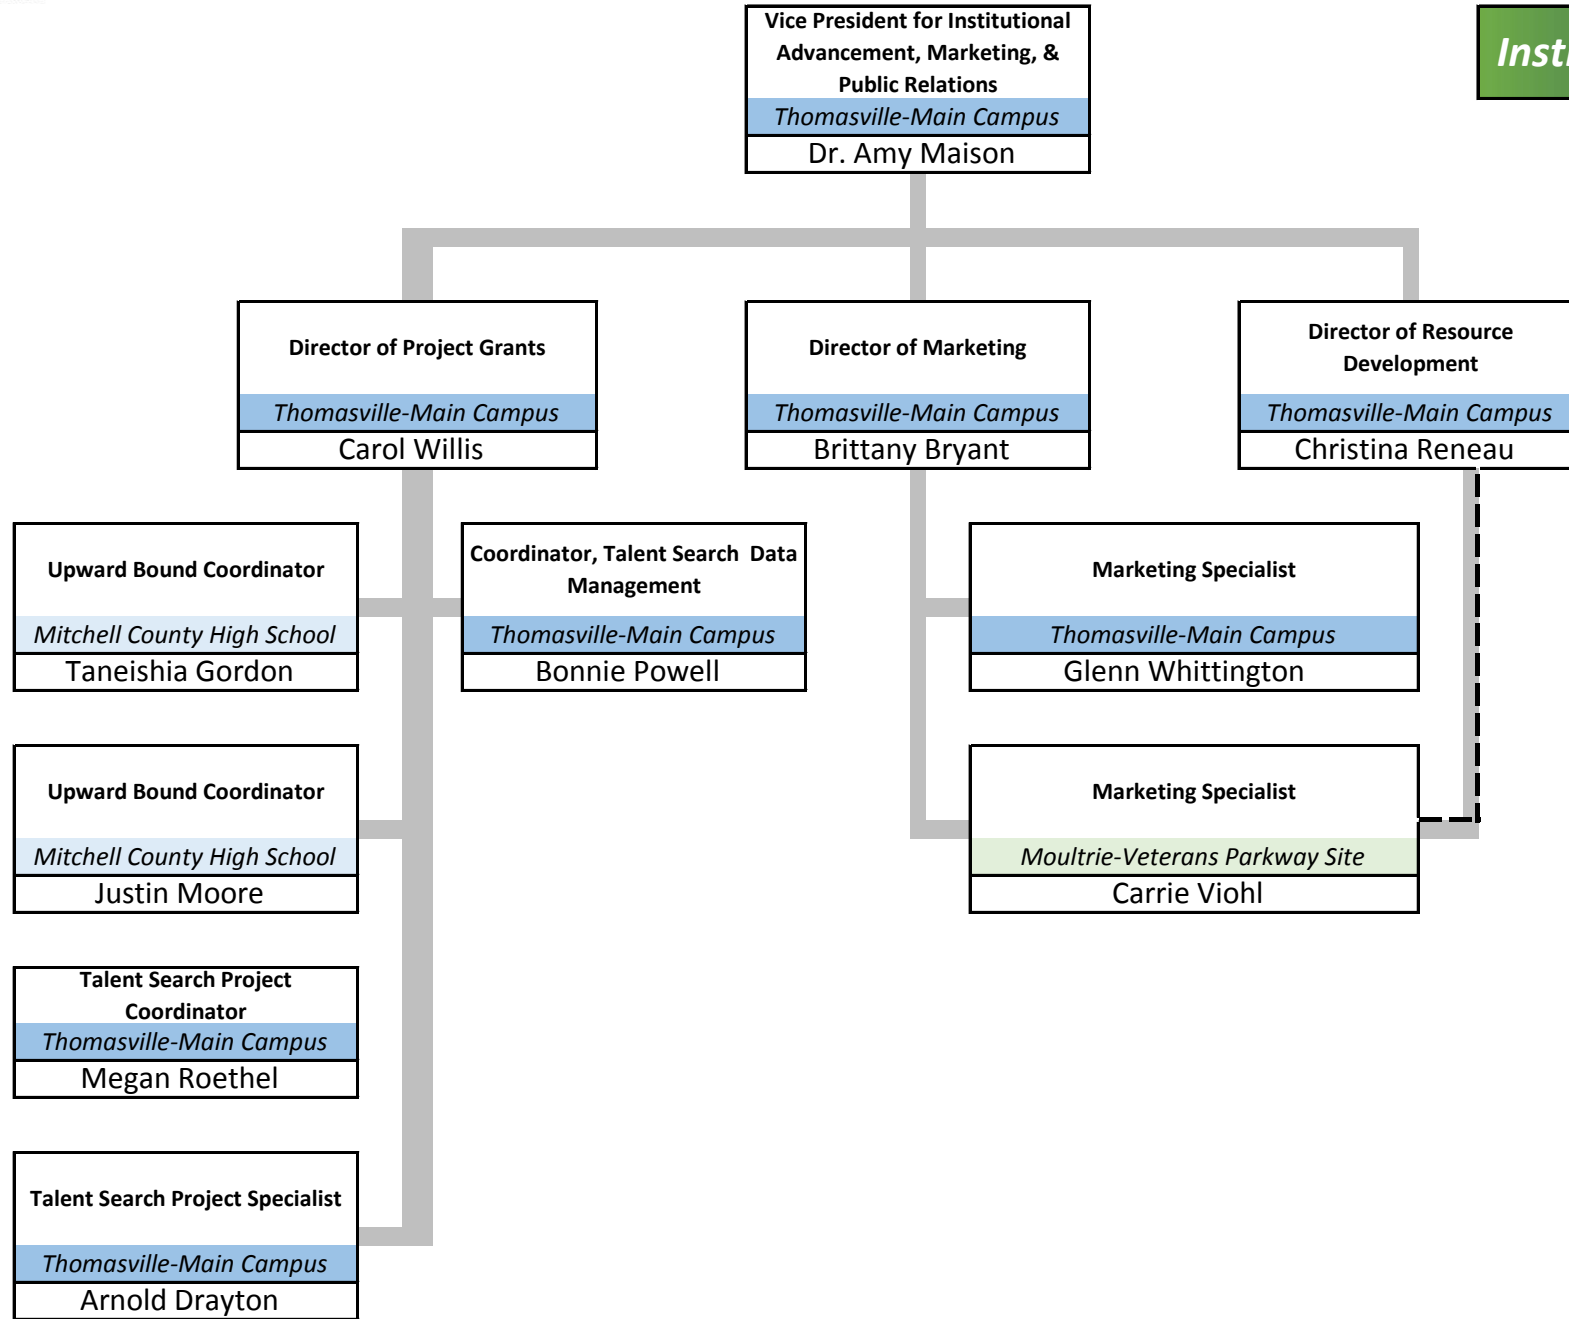 Vice President for Institutional
Advancement, Marketing, &
Public Relations
Thomasville-Main Campus
Dr. Amy Maison
Director of Project Grants
Thomasville-Main Campus
Carol Willis
Director of Marketing
Thomasville-Main Campus
Brittany Bryant
Director of Resource
Development
Thomasville-Main Campus
Christina Reneau
Upward Bound Coordinator
Mitchell County High School
Taneishia Gordon
Coordinator, Talent Search Data
Management
Thomasville-Main Campus
Bonnie Powell
Marketing Specialist
Thomasville-Main Campus
Glenn Whittington
Upward Bound Coordinator
Mitchell County High School
Justin Moore
Marketing Specialist
Moultrie-Veterans Parkway Site
Carrie Viohl
Talent Search Project
Coordinator
Thomasville-Main Campus
Megan Roethel
Talent Search Project Specialist
Thomasville-Main Campus
Arnold Drayton